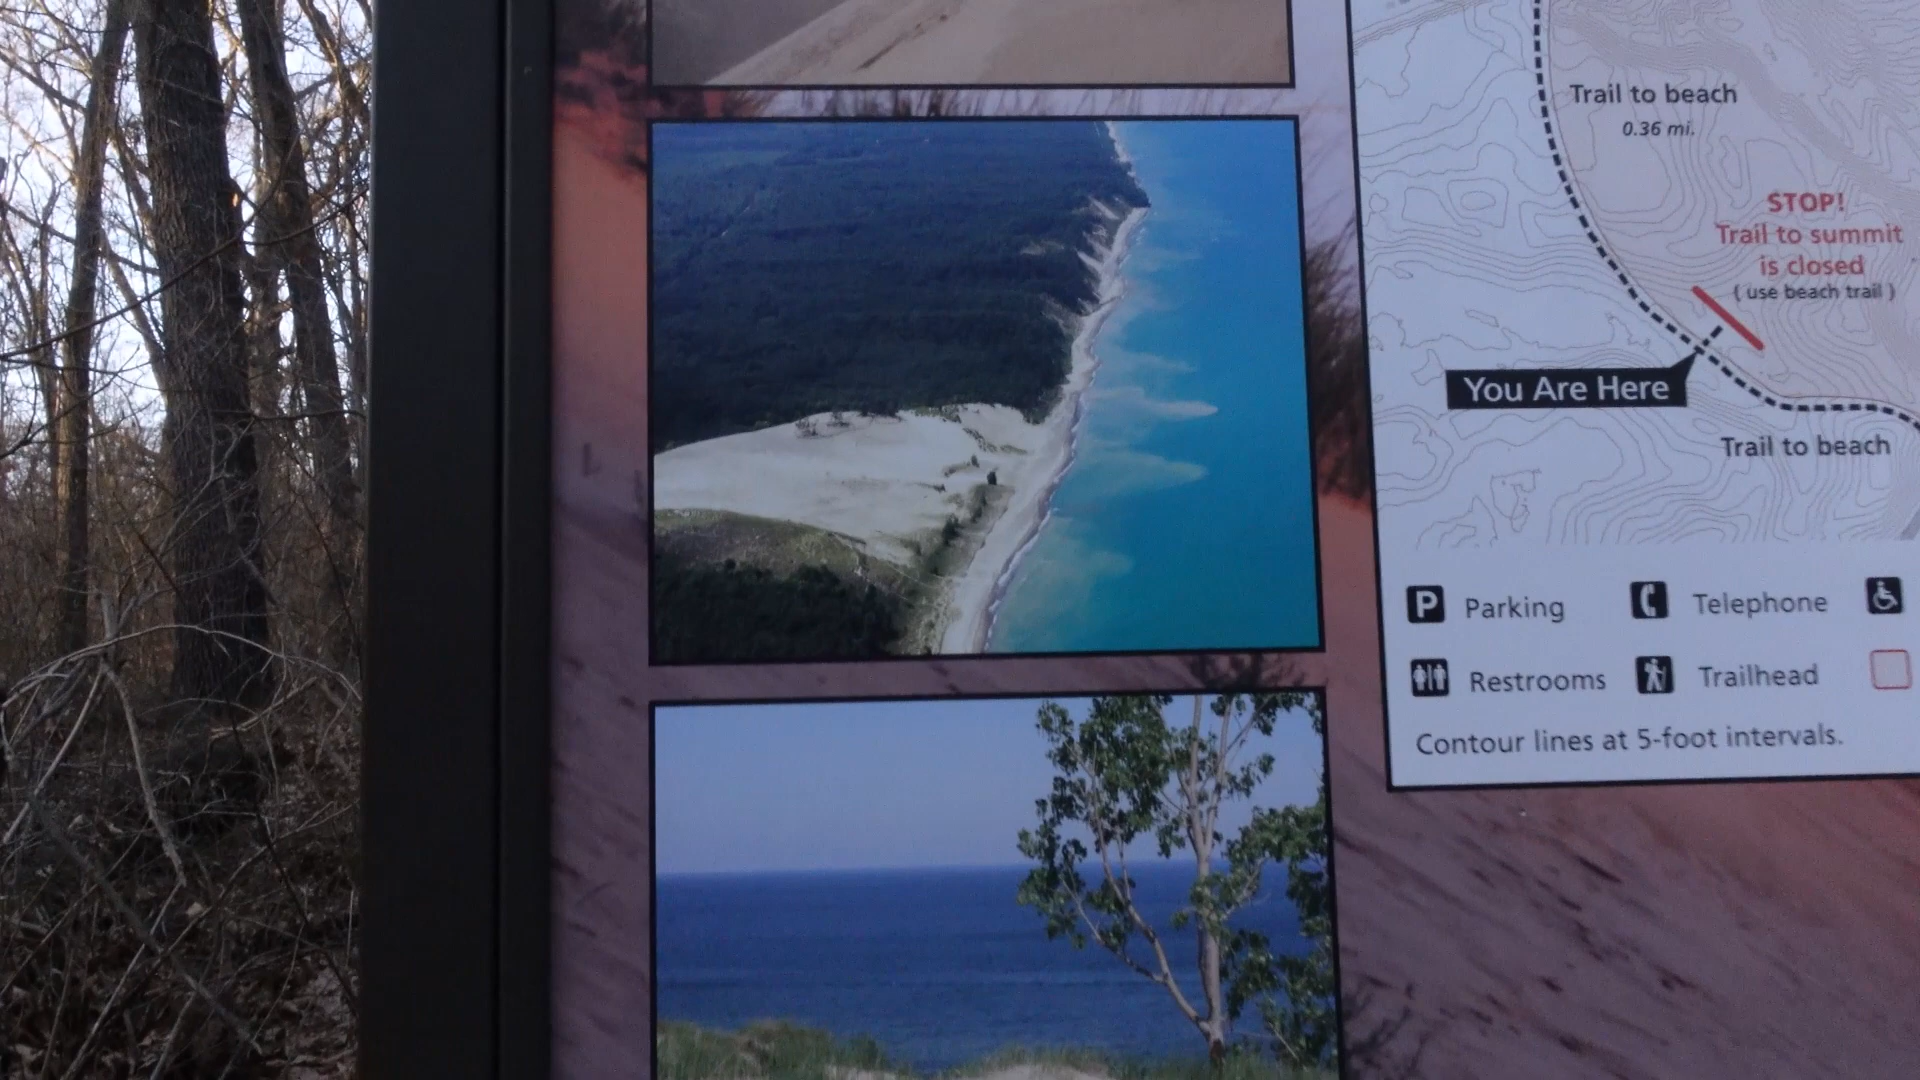 Trail to beach
0.36 mi.
STOP!
Trail to summit
is closed
( use beach trail )
You Are Here
Trail to beach
P Parking
Telephone
Restrooms
Trailhead
Contour lines at 5-foot intervals.